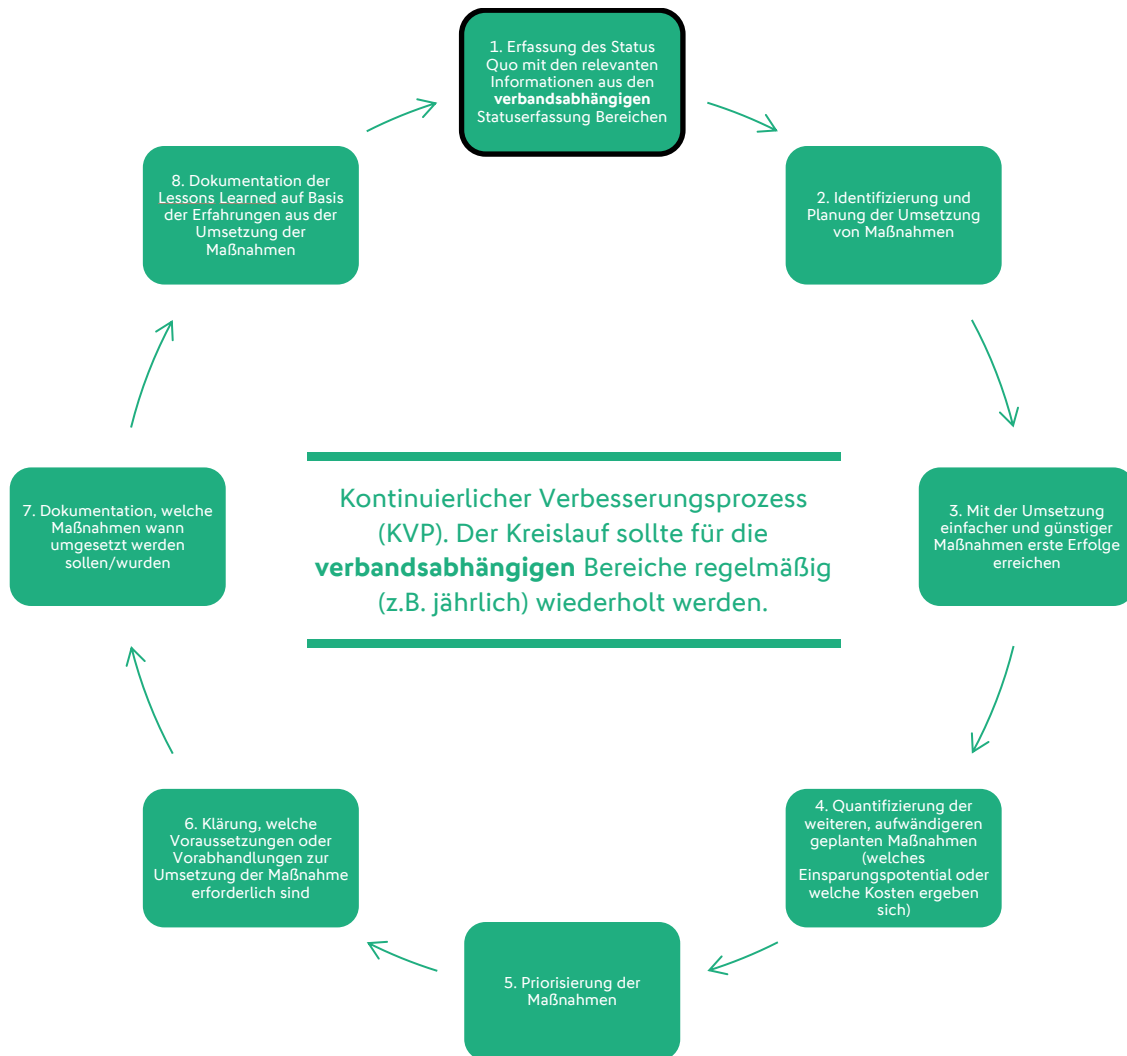 1. Erfassung des Status
Quo mit den relevanten
Informationen aus den
verbandsabhängigen
Statuserfassung Bereichen
2. Identifizierung und
Planung der Umsetzung
von Maßnahmen
3. Mit der Umsetzung
einfacher und günstiger
Maßnahmen erste Erfolge
erreichen
4. Quantifizierung der
weiteren, aufwändigeren
geplanten Maßnahmen
(welches
Einsparungspotential oder
welche Kosten ergeben
sich)
5. Priorisierung der
Maßnahmen
6. Klärung, welche
Voraussetzungen oder
Vorabhandlungen zur
Umsetzung der Maßnahme
erforderlich sind
7. Dokumentation, welche
Maßnahmen wann
umgesetzt werden
sollen/wurden
8. Dokumentation der
Lessons Learned auf Basis
der Erfahrungen aus der
Umsetzung der
Maßnahmen
Kontinuierlicher Verbesserungsprozess
(KVP). Der Kreislauf sollte für die
verbandsabhängigen Bereiche regelmäßig
(z.B. jährlich) wiederholt werden.